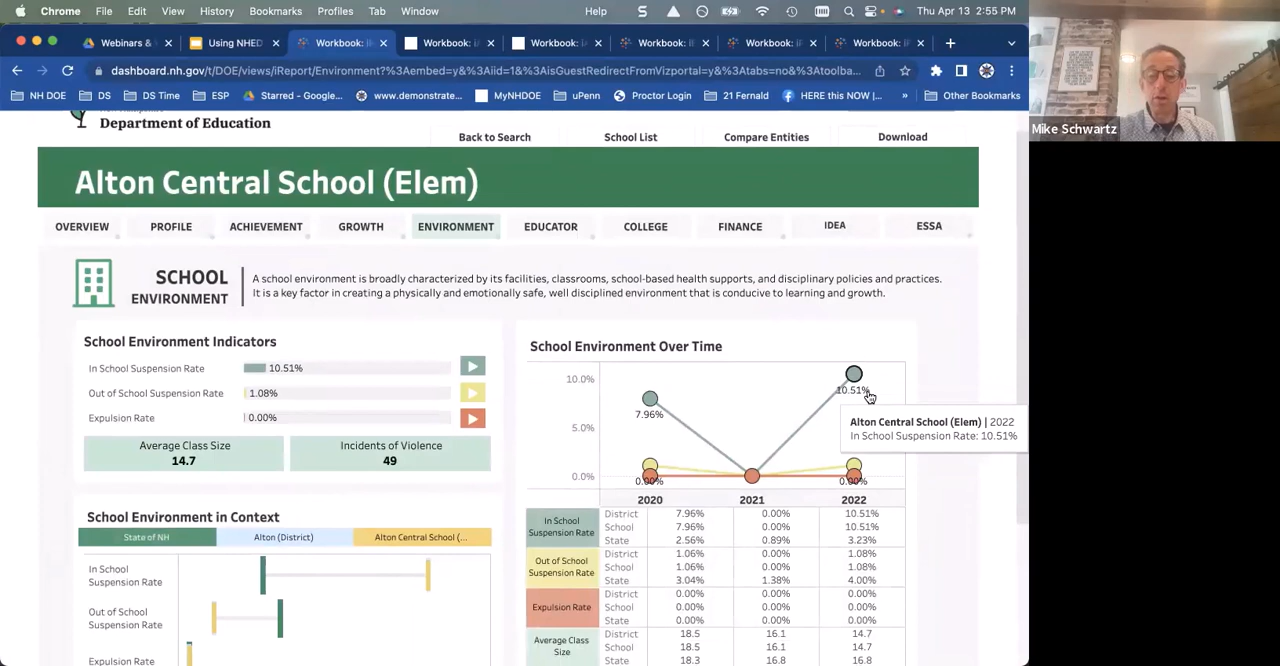 Chrome File Edit View History Bookmarks Profiles Tab Window Help Thu Apr 13 2:55 PM
Webinars & Using NHED Workbook: i Workbook: i Workbook: i Workbook: i Workbook: i Workbook: i
dashboard.nh.gov/t/DOE/views/iReport/Environment?%3Aembed=y&%3Aiid=1&%3AisGuestRedirectFromVizportal=y&%3Atabs=no&%3Atoolba...
NH DOE DS DS Time ESP Starred - Google... www.demonstrate... MyNHDOE uPenn Proctor Login 21 Fernald HERE this NOW |... » Other Bookmarks
Department of Education
Back to Search School List Compare Entities Download
Alton Central School (Elem)
OVERVIEW PROFILE ACHIEVEMENT GROWTH ENVIRONMENT EDUCATOR COLLEGE FINANCE IDEA ESSA
SCHOOL
ENVIRONMENT
A school environment is broadly characterized by its facilities, classrooms, school-based health supports, and disciplinary policies and practices.
It is a key factor in creating a physically and emotionally safe, well disciplined environment that is conducive to learning and growth.
School Environment Indicators
In School Suspension Rate 10.51%
Out of School Suspension Rate 1.08%
Expulsion Rate 0.00%
Average Class Size
14.7
Incidents of Violence
49
School Environment in Context
State of NH Alton (District) Alton Central School (...
In School
Suspension Rate
Out of School
Suspension Rate
Expulsion Rate
School Environment Over Time
10.0%
5.0%
0.0%
7.96%
10.51%
0.00%
0.00%
Alton Central School (Elem) | 2022
In School Suspension Rate: 10.51%
2020 2021 2022
In School
Suspension Rate
District 7.96% 0.00% 10.51%
School 7.96% 0.00% 10.51%
State 2.56% 0.89% 3.23%
Out of School
Suspension Rate
District 1.06% 0.00% 1.08%
School 1.06% 0.00% 1.08%
State 3.04% 1.38% 4.00%
Expulsion Rate
District 0.00% 0.00% 0.00%
School 0.00% 0.00% 0.00%
State 0.00% 0.00% 0.00%
Average Class
Size
District 18.5 16.1 14.7
School 18.5 16.1 14.7
State 18.3 16.8 16.8
Mike Schwartz